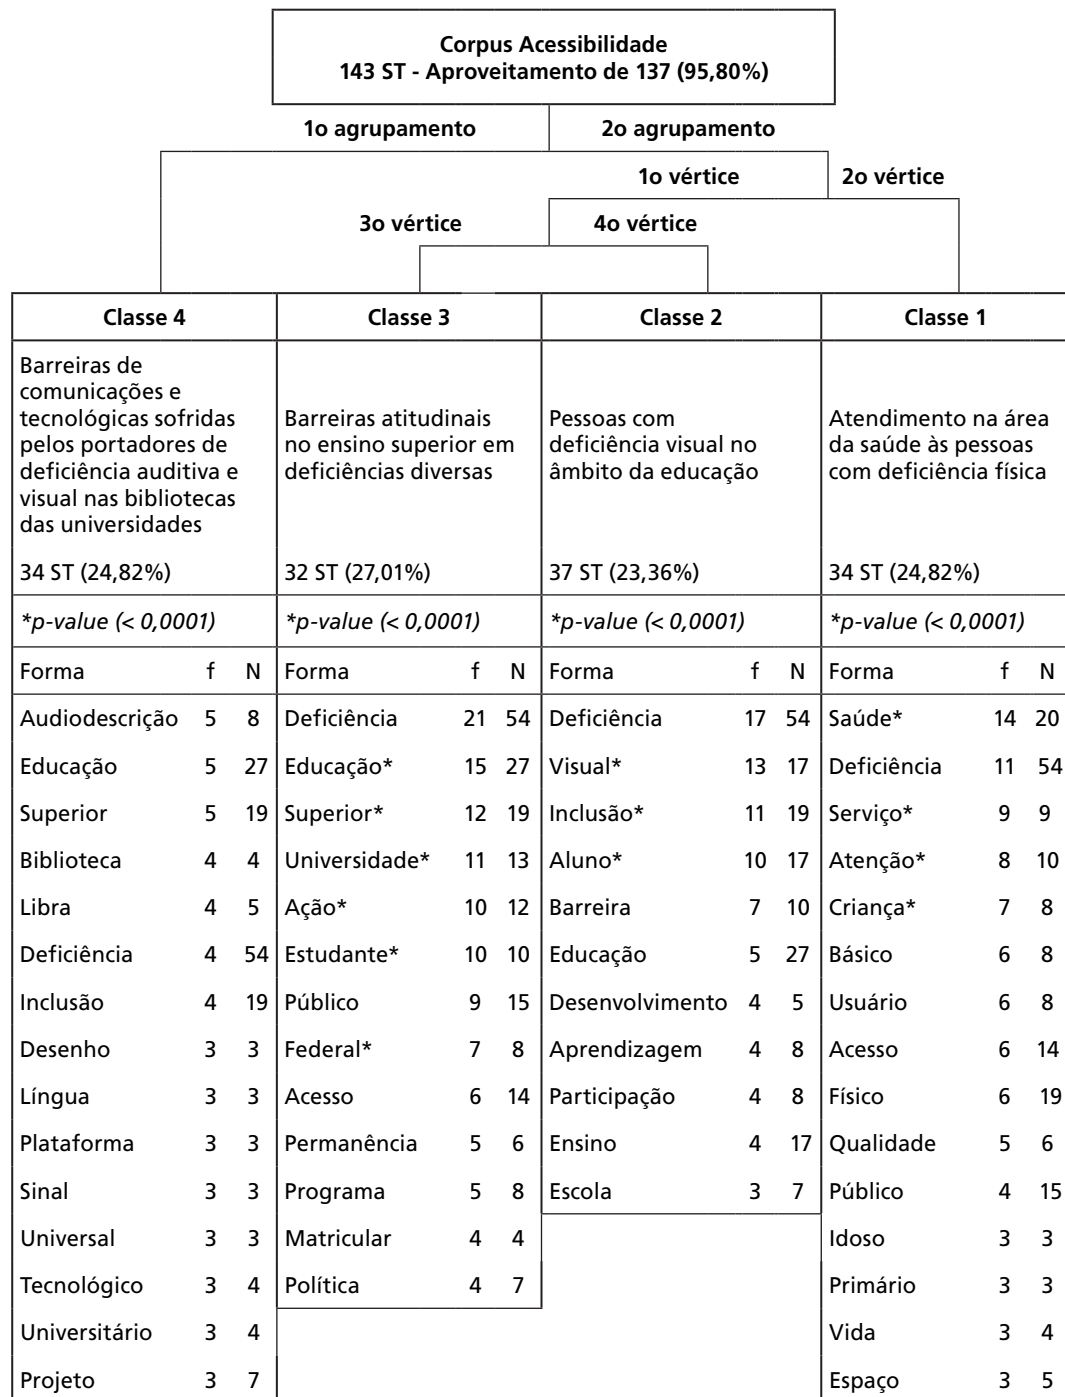 Corpus Acessibilidade
143 ST - Aproveitamento de 137 (95,80%)
1o agrupamento 2o agrupamento
1o vértice 2o vértice
3o vértice 4o vértice
Classe 4 Classe 3 Classe 2 Classe 1
Barreiras de
comunicações e
tecnológicas sofridas
pelos portadores de
deficiência auditiva e
visual nas bibliotecas
das universidades
Barreiras atitudinais
no ensino superior em
deficiências diversas
Pessoas com
deficiência visual no
âmbito da educação
Atendimento na área
da saúde às pessoas
com deficiência física
34 ST (24,82%) 32 ST (27,01%) 37 ST (23,36%) 34 ST (24,82%)
*p-value (< 0,0001) *p-value (< 0,0001) *p-value (< 0,0001) *p-value (< 0,0001)
Forma f N Forma f N Forma f N Forma f N
Audiodescrição 5 8 Deficiência 21 54 Deficiência 17 54 Saúde* 14 20
Educação 5 27 Educação* 15 27 Visual* 13 17 Deficiência 11 54
Superior 5 19 Superior* 12 19 Inclusão* 11 19 Serviço* 9 9
Biblioteca 4 4 Universidade* 11 13 Aluno* 10 17 Atenção* 8 10
Libra 4 5 Ação* 10 12 Barreira 7 10 Criança* 7 8
Deficiência 4 54 Estudante* 10 10 Educação 5 27 Básico 6 8
Inclusão 4 19 Público 9 15 Desenvolvimento 4 5 Usuário 6 8
Desenho 3 3 Federal* 7 8 Aprendizagem 4 8 Acesso 6 14
Língua 3 3 Acesso 6 14 Participação 4 8 Físico 6 19
Plataforma 3 3 Permanência 5 6 Ensino 4 17 Qualidade 5 6
Sinal 3 3 Programa 5 8 Escola 3 7 Público 4 15
Universal 3 3 Matricular 4 4 Idoso 3 3
Tecnológico 3 4 Política 4 7 Primário 3 3
Universitário 3 4 Vida 3 4
Projeto 3 7 Espaço 3 5